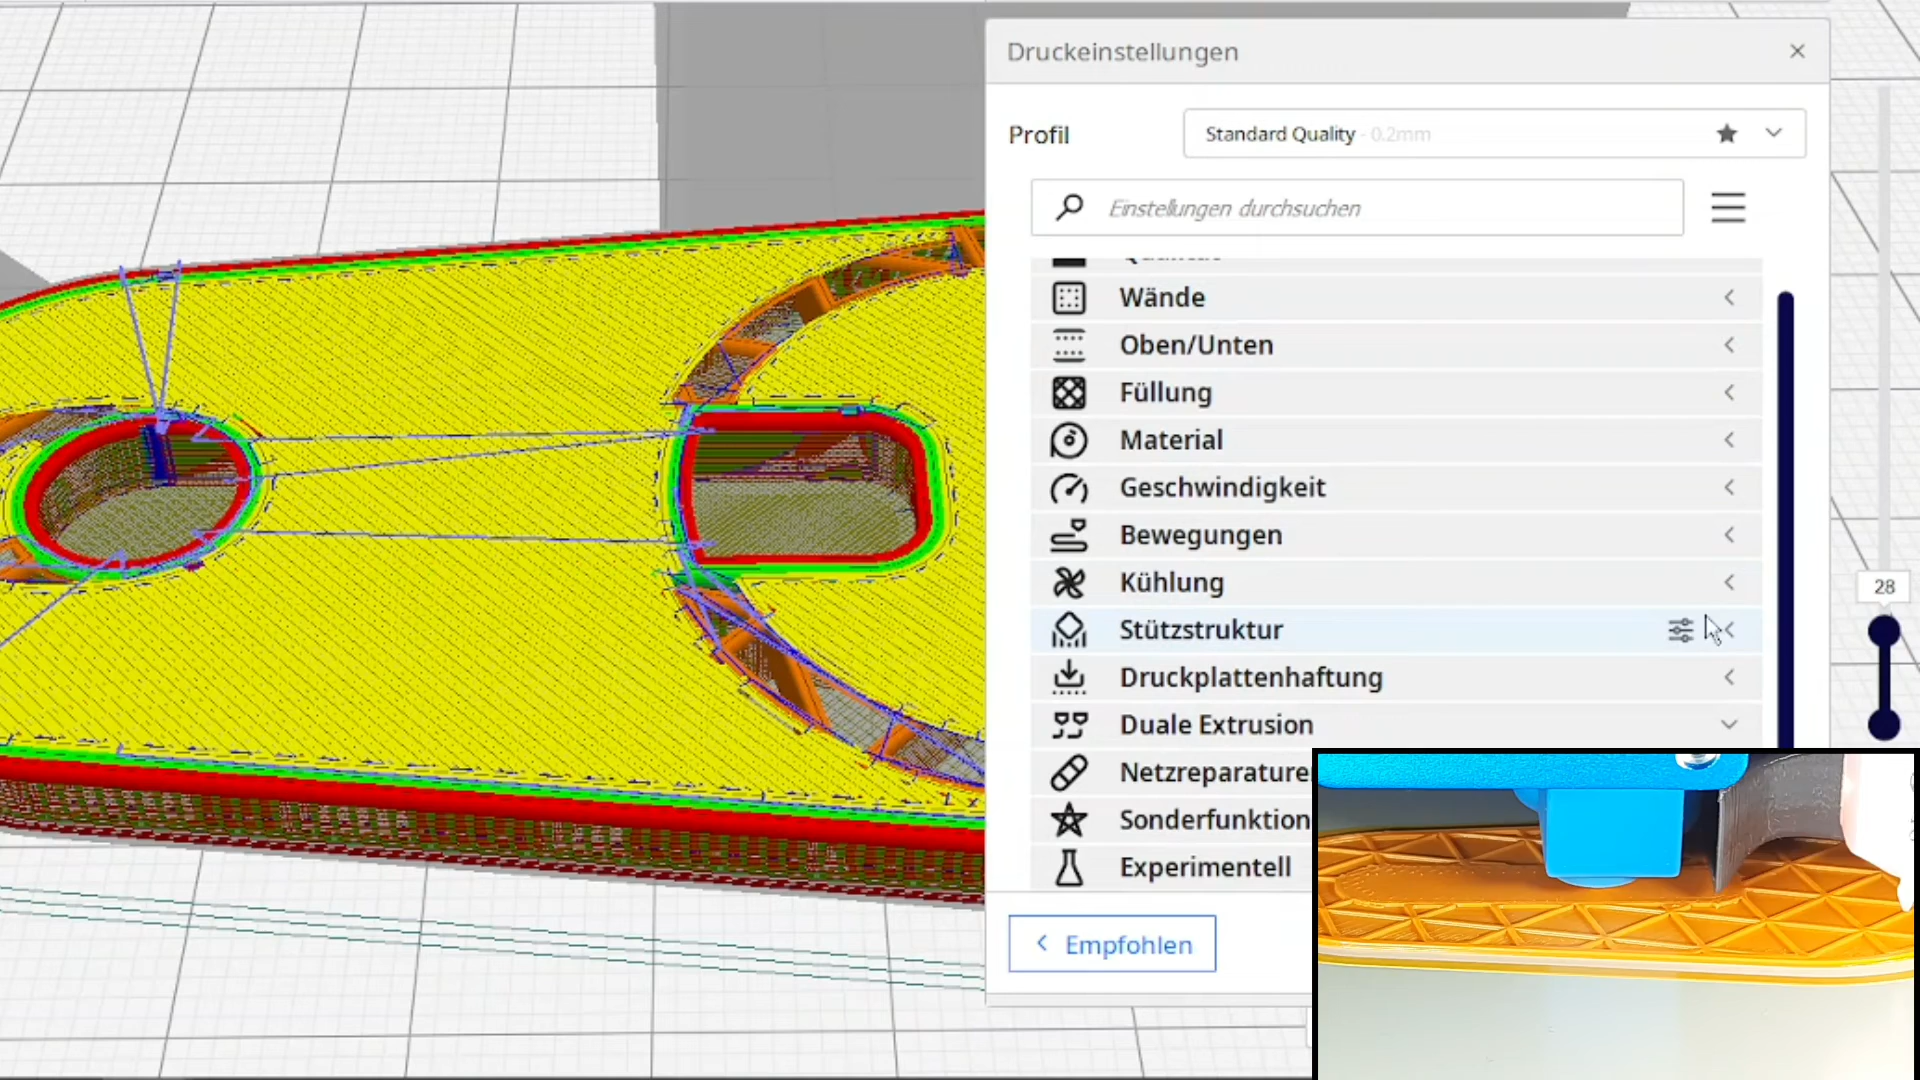 Druckeinstellungen
Profil
Standard Quality - 0.2mm
Einstellungen durchsuchen
Wände
Oben/Unten
Füllung
Material
Geschwindigkeit
Bewegungen
Kühlung
28
Stützstruktur
Druckplattenhaftung
Duale Extrusion
Netzreparature
Sonderfunktion
Experimentell
Empfohlen